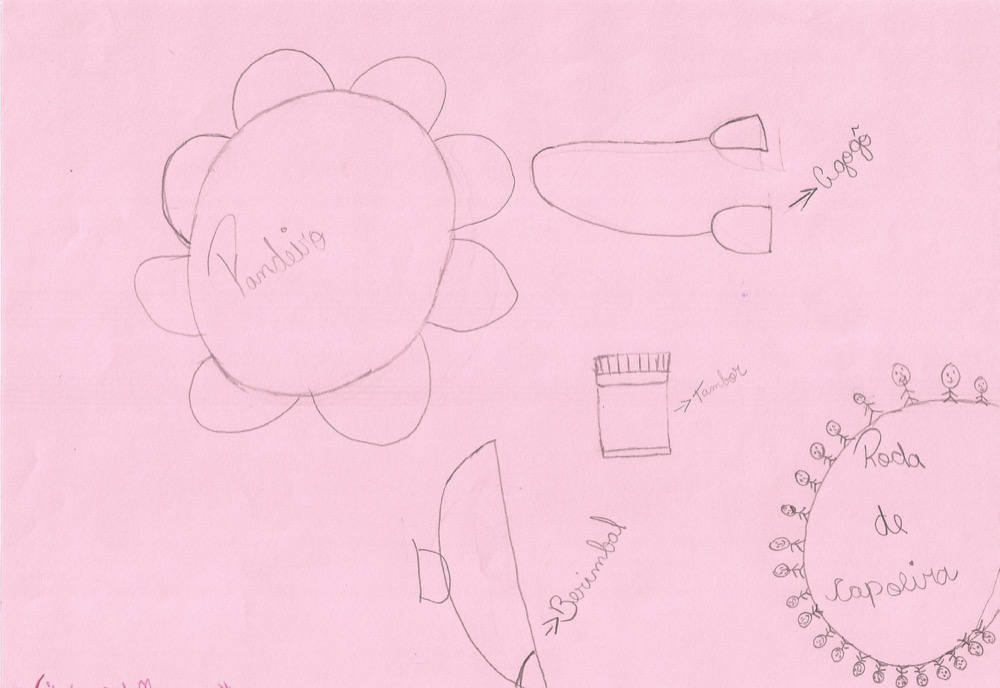 Pandeiro
Agogô
Tambor
Berimbal
Roda
de
Capoeira